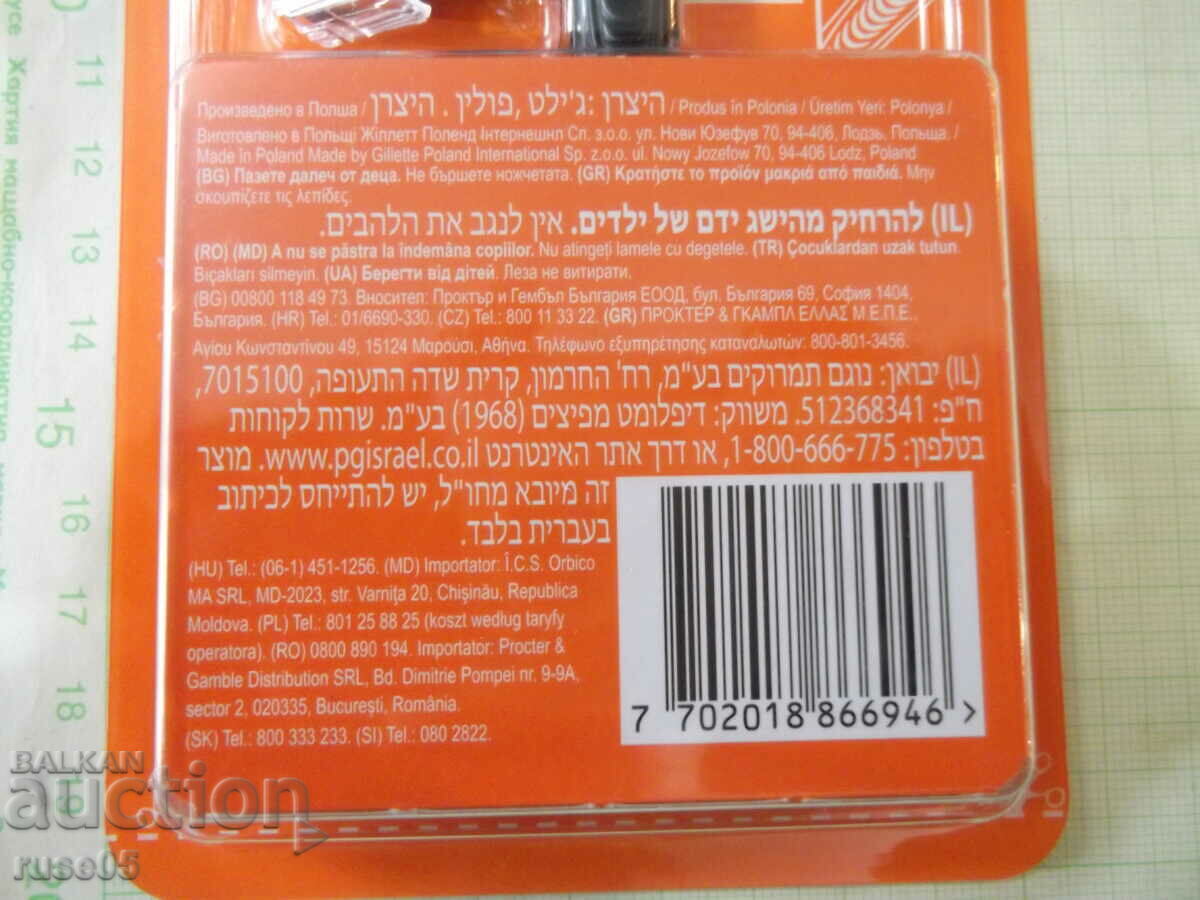 Произведено в Полша / היצרן: ג'ילט, פולין. היצרן / Produs în Polonia / Üretim Yeri: Polonya /
Виготовлено в Польщі Жіллетт Поленд Інтернешнл Сп. з.о.о. ул. Нови Юзефув 70, 94-406, Лодзь, Польща. /
Made in Poland Made by Gillette Poland International Sp. z.o.o. ul. Nowy Jozefow 70, 94-406 Lodz, Poland
(BG) Пазете далеч от деца. Не бършете ножчетата. (GR) Κρατήστε το προϊόν μακριά από παιδιά. Μην
σκουπίζετε τις λεπίδες.
(IL) להרחיק מהישג ידם של ילדים. אין לנגב את הלהבים.
(RO) (MD) A nu se păstra la îndemâna copiilor. Nu atingeți lamele cu degetele. (TR) Çocuklardan uzak tutun.
Bıçakları silmeyin. (UA) Берегти від дітей. Леза не витирати.
(BG) 00800 118 49 73. Вносител: Проктър и Гембъл България ЕООД, бул. България 69, София 1404,
България. (HR) Tel.: 01/6690-330. (CZ) Tel.: 800 11 33 22. (GR) ΠΡΟΚΤΕΡ & ΓΚΑΜΠΛ ΕΛΛΑΣ Μ.Ε.Π.Ε.,
Αγίου Κωνσταντίνου 49, 15124 Μαρούσι, Αθήνα. Τηλέφωνο εξυπηρέτησης καταναλωτών: 800-801-3456.
(IL) יבואן: נוגם תמרוקים בע"מ, רח' החרמון, קרית שדה התעופה, 7015100,
ח"פ: 512368341. משווק: דיפלומט מפיצים (1968) בע"מ. שרות לקוחות
בטלפון: 1-800-666-775, או דרך אתר האינטרנט www.pgisrael.co.il. מוצר
זה מיובא מחו"ל, יש להתייחס לכיתוב
בעברית בלבד.
(HU) Tel.: (06-1) 451-1256. (MD) Importator: Î.C.S. Orbico
MA SRL, MD-2023, str. Varnița 20, Chișinău, Republica
Moldova. (PL) Tel.: 801 25 88 25 (koszt według taryfy
operatora). (RO) 0800 890 194. Importator: Procter &
Gamble Distribution SRL, Bd. Dimitrie Pompei nr. 9-9A,
sector 2, 020335, București, România.
(SK) Tel.: 800 333 233. (SI) Tel.: 080 2822.
7 702018 866946 >
11
12
13
14
15
16
17
18
19
20
Хартия мащабно-координатна
BALKAN
auction
ruse05